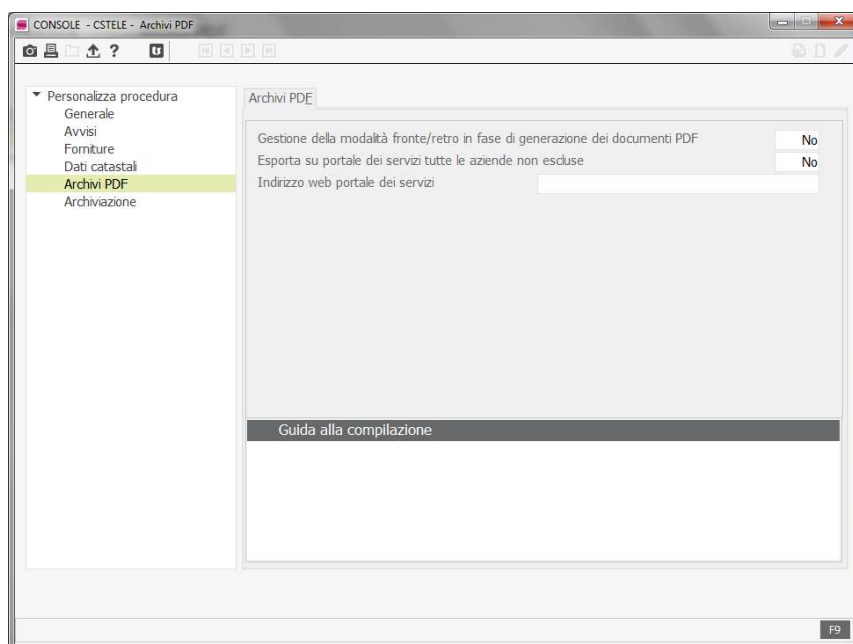 CONSOLE - CSTELE - Archivi PDF
Personalizza procedura
Generale
Avvisi
Forniture
Dati catastali
Archivi PDF
Archiviazione
Archivi PDF
Gestione della modalità fronte/retro in fase di generazione dei documenti PDF No
Esporta su portale dei servizi tutte le aziende non escluse No
Indirizzo web portale dei servizi
Guida alla compilazione
F9